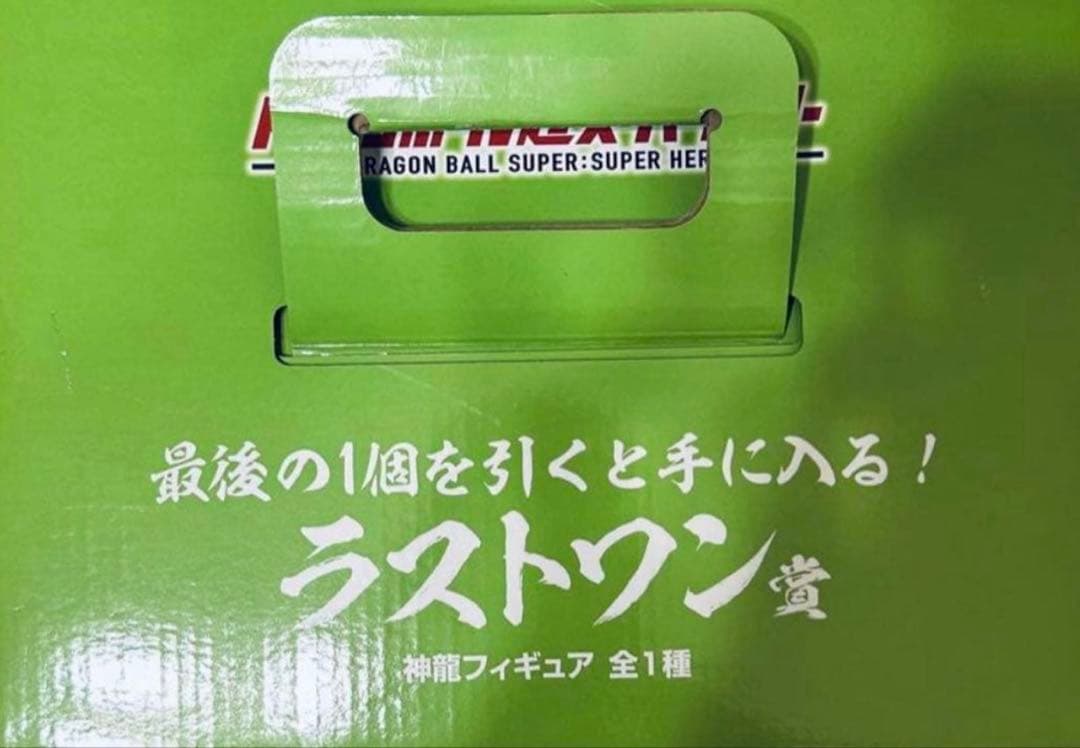 RAGON BALL SUPER:SUPER HER
最後の1個を引くと手に入る!
ラストワン賞
神龍フィギュア 全1種